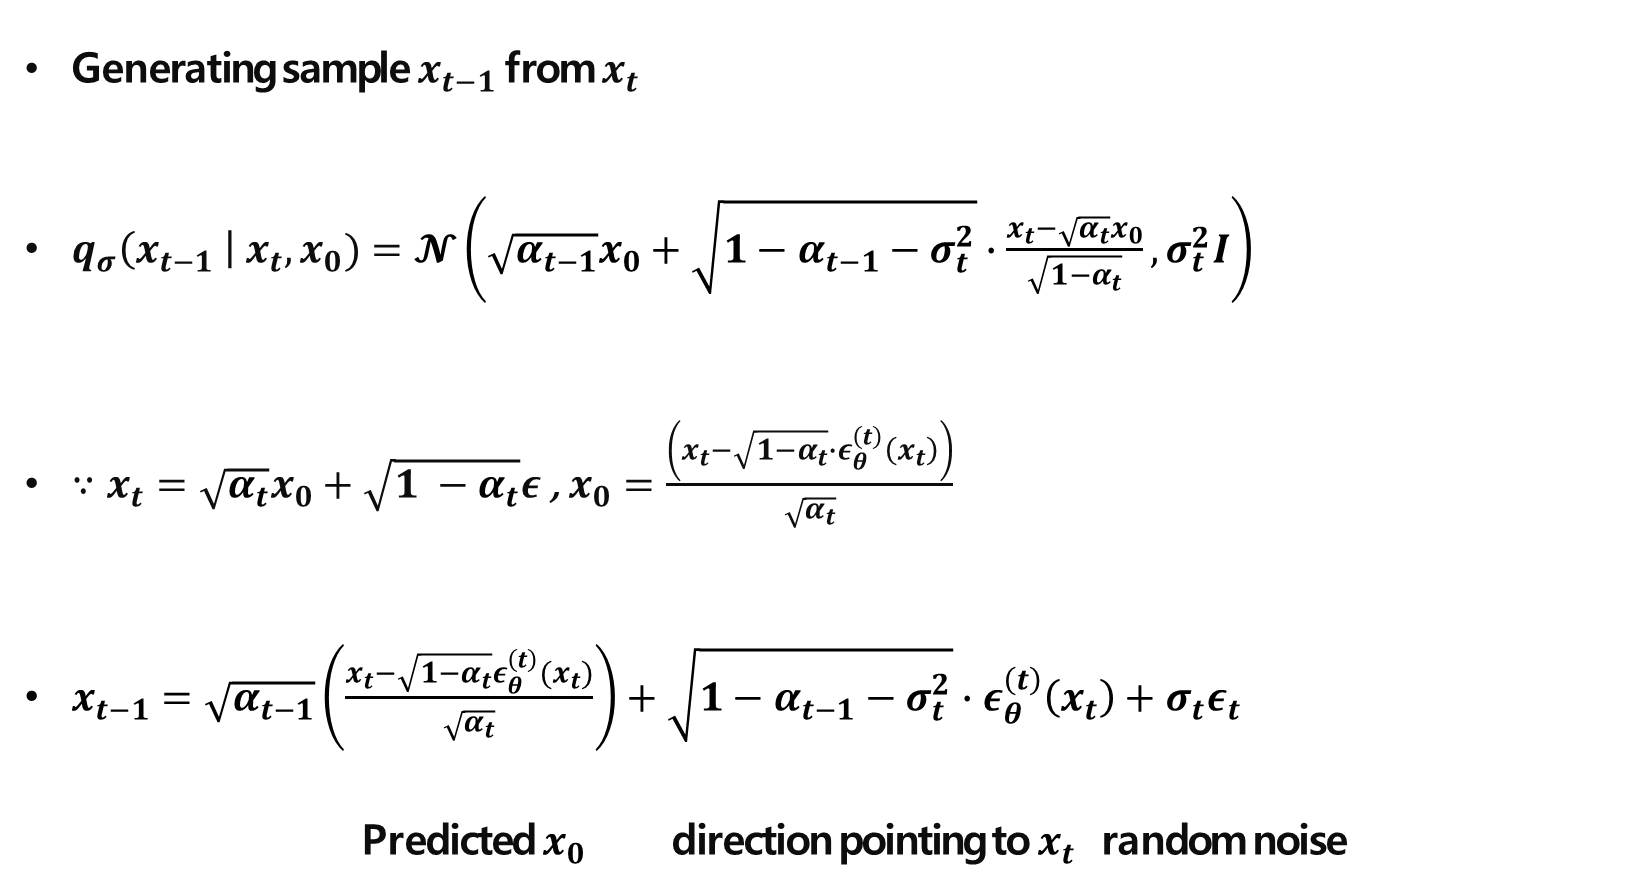 • Generating sample x_{t−1} from x_t
• q_σ(x_{t−1} | x_t, x_0) = 𝒩(√(α_{t−1})x_0 + √(1 − α_{t−1} − σ_t^2) · (x_t−√(α_t)x_0)/√(1−α_t), σ_t^2 I)
• ∵ x_t = √(α_t)x_0 + √(1 − α_t)ϵ , x_0 = (x_t−√(1−α_t)·ϵ_θ^{(t)}(x_t))/√(α_t)
• x_{t−1} = √(α_{t−1})((x_t−√(1−α_t)ϵ_θ^{(t)}(x_t))/√(α_t)) + √(1 − α_{t−1} − σ_t^2) · ϵ_θ^{(t)}(x_t) + σ_tϵ_t
Predicted x_0 direction pointing to x_t random noise